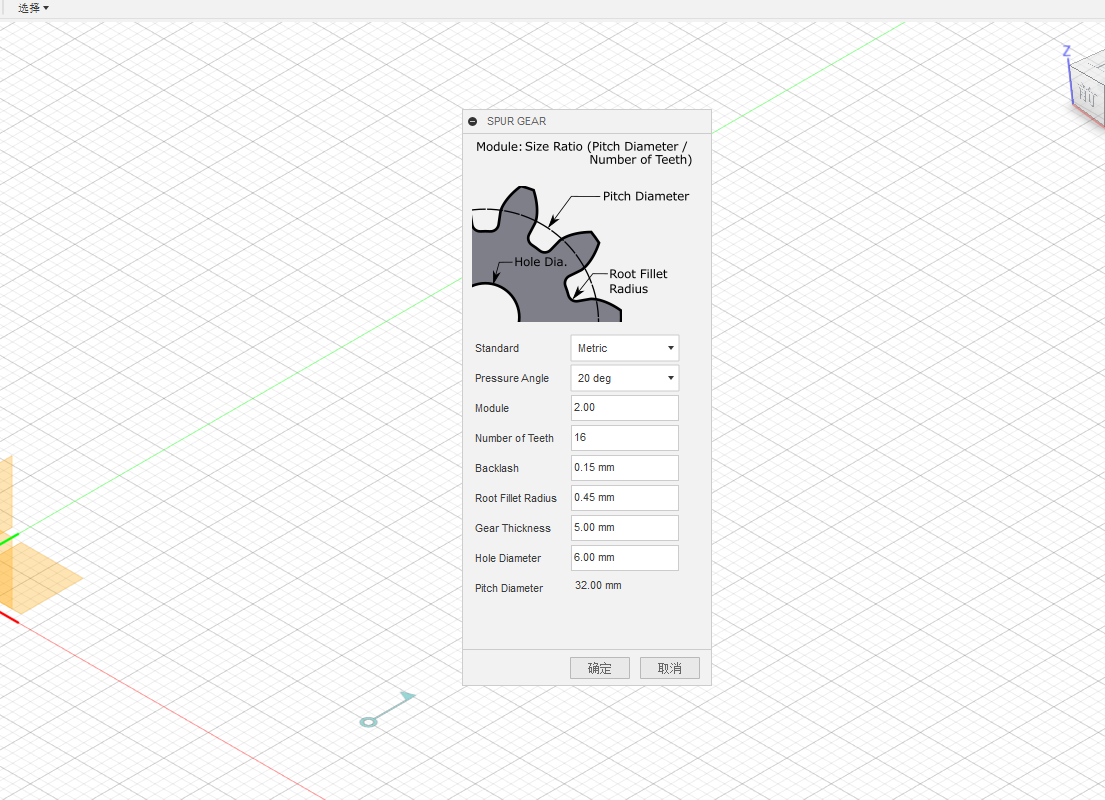 选择
Z
前
SPUR GEAR
Module: Size Ratio (Pitch Diameter /
Number of Teeth)
Pitch Diameter
Hole Dia.
Root Fillet
Radius
Standard Metric
Pressure Angle 20 deg
Module 2.00
Number of Teeth 16
Backlash 0.15 mm
Root Fillet Radius 0.45 mm
Gear Thickness 5.00 mm
Hole Diameter 6.00 mm
Pitch Diameter 32.00 mm
确定 取消